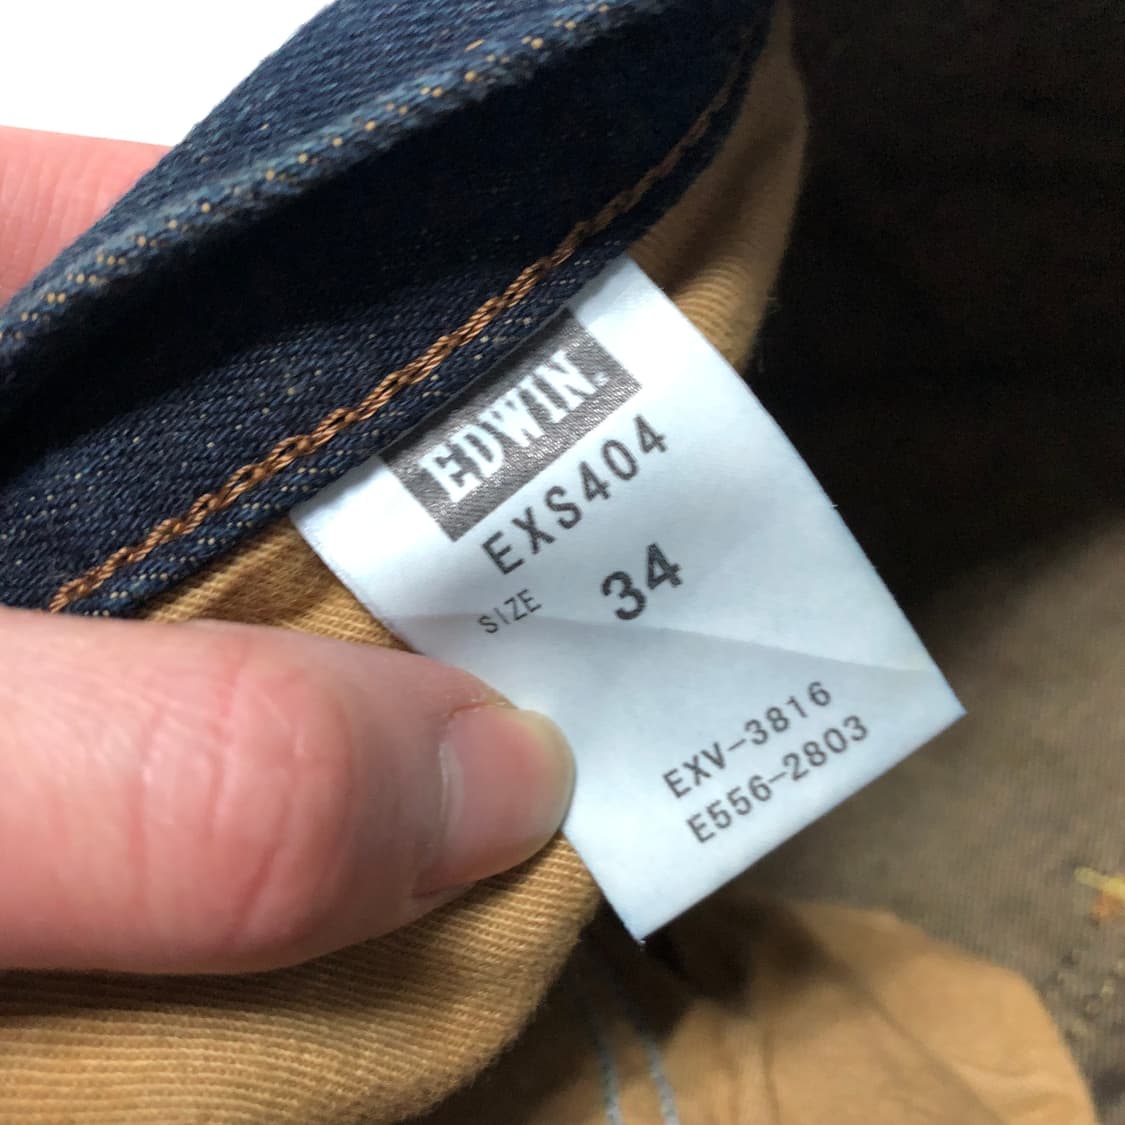 EDWIN.
EXS404
SIZE 34
EXV-3816
E556-2803